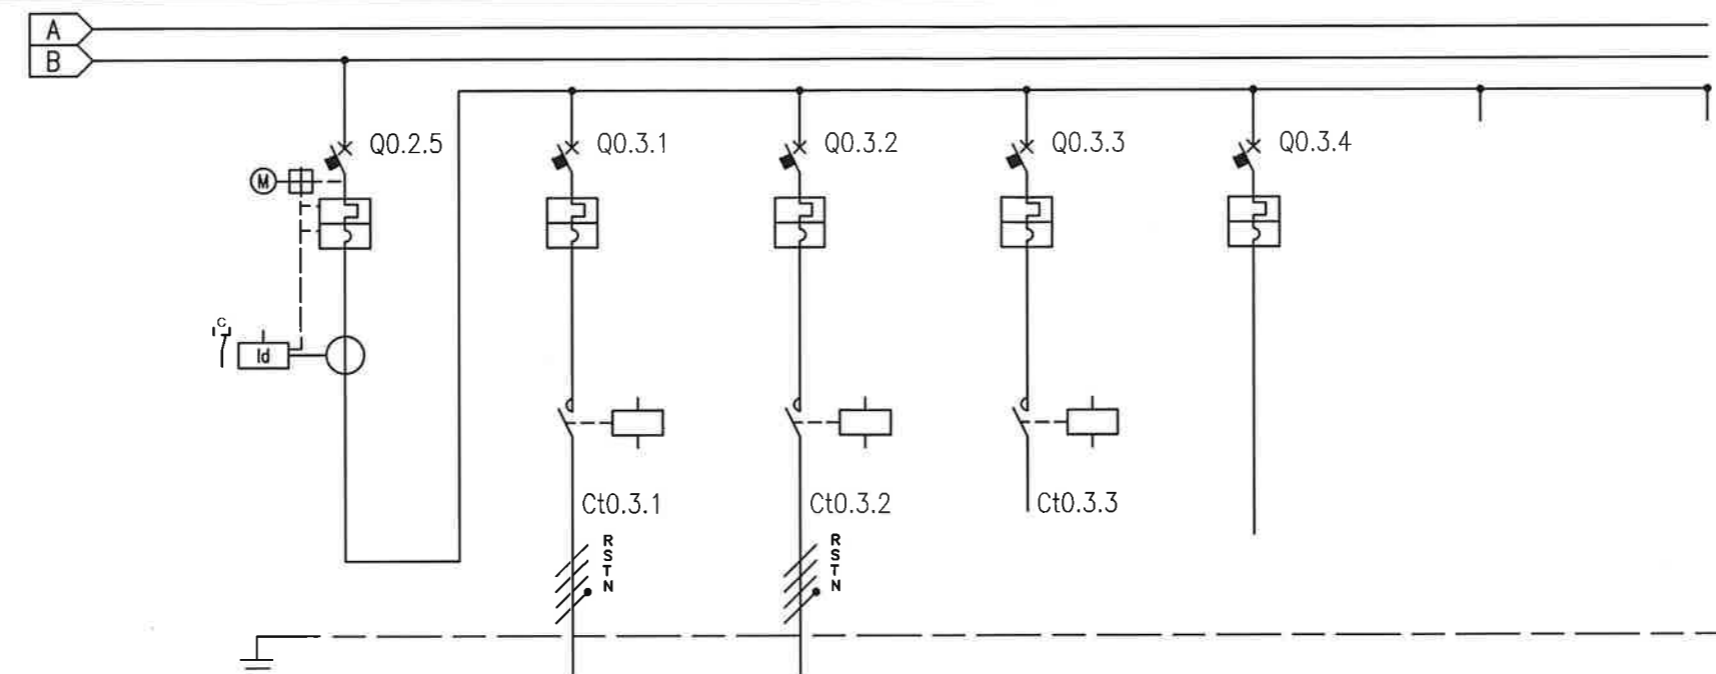 A
B
Q0.2.5
Q0.3.1
Q0.3.2
Q0.3.3
Q0.3.4
M
C
Id
Ct0.3.1
Ct0.3.2
Ct0.3.3
R
S
T
N
R
S
T
N